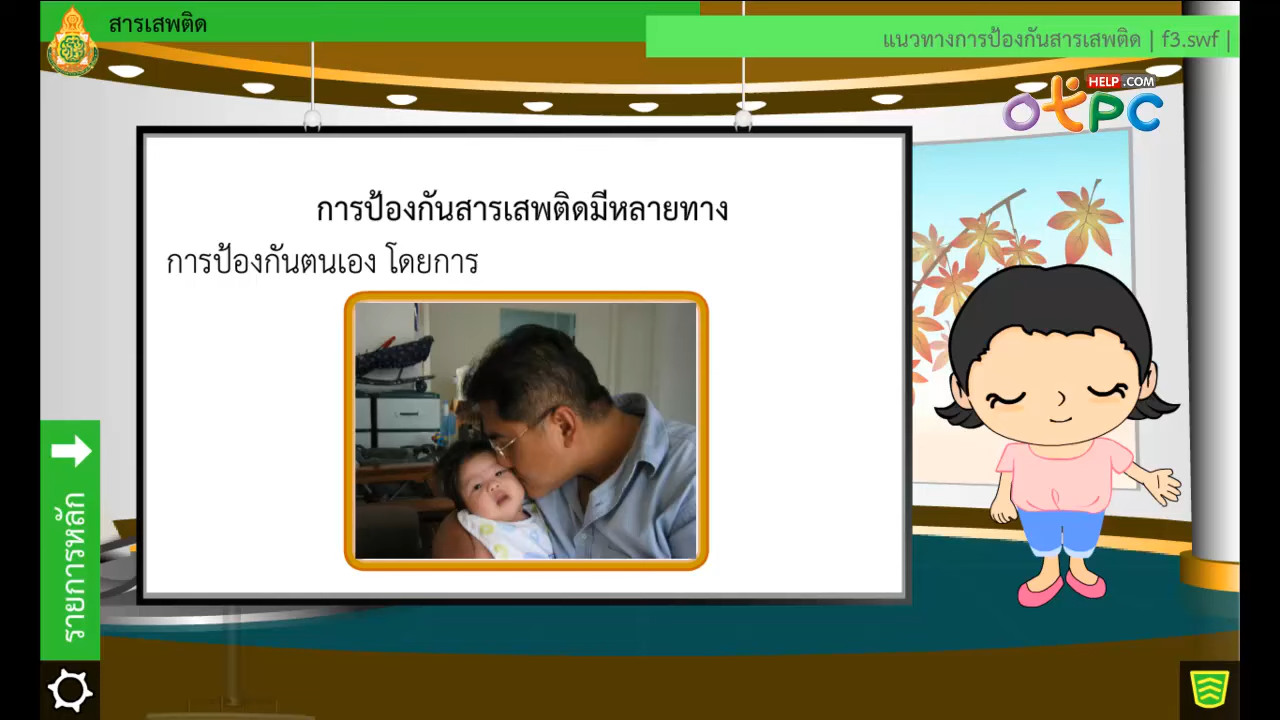 สารเสพติด
แนวทางการป้องกันสารเสพติด | f3.swf |
HELP .COM
OTPC
การป้องกันสารเสพติดมีหลายทาง
การป้องกันตนเอง โดยการ
รายการหลัก